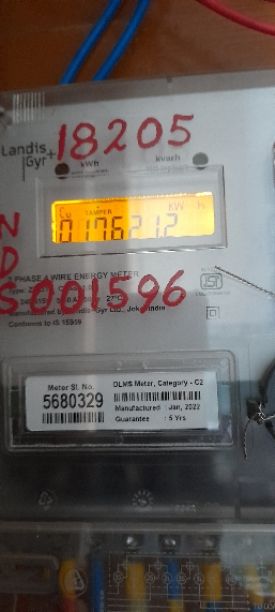 Landis
Gyr+
18205
kWh
kvarh
Cu TAMPER KW h
0176212
N
D
S001596
PHASE 4 WIRE ENERGY METER
Conforms to IS 15959
Meter Sl. No.
5680329
DLMS Meter, Category - C2
Manufactured : Jan, 2022
Guarantee : 5 Yrs